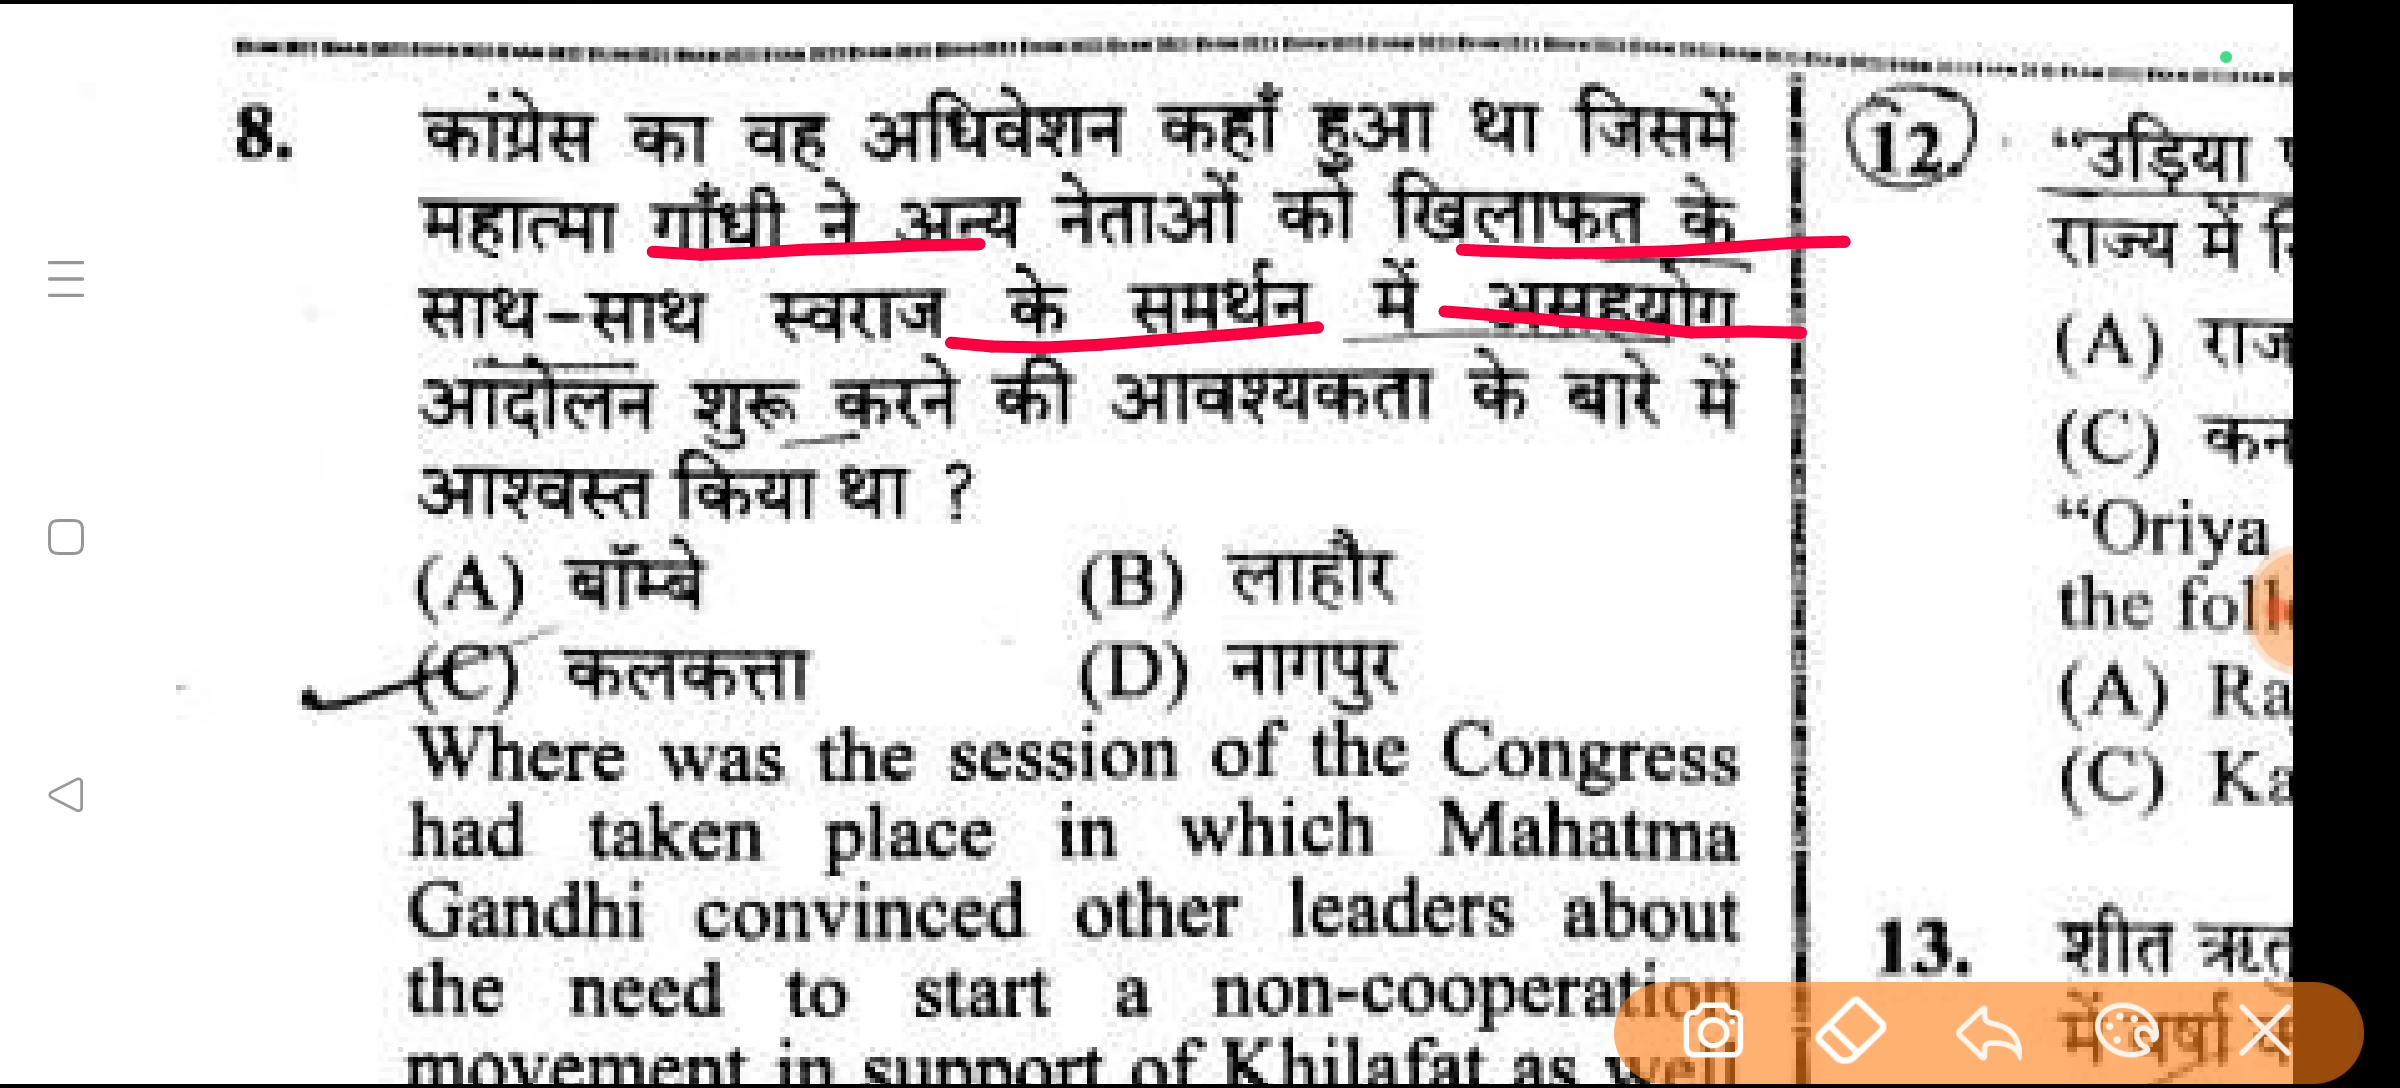 8. कांग्रेस का वह अधिवेशन कहाँ हुआ था जिसमें
महात्मा गाँधी ने अन्य नेताओं को खिलाफत के
साथ-साथ स्वराज के समर्थन में असहयोग
आंदोलन शुरू करने की आवश्यकता के बारे में
आश्वस्त किया था ?
(A) बॉम्बे (B) लाहौर
(C) कलकत्ता (D) नागपुर
Where was the session of the Congress
had taken place in which Mahatma
Gandhi convinced other leaders about
the need to start a non-cooperation
movement in support of Khilafat as well
12. “उड़िया
राज्य में
(A)
(C)
“Oriya
the
(A)
(C)
13. शीत
में वर्षा